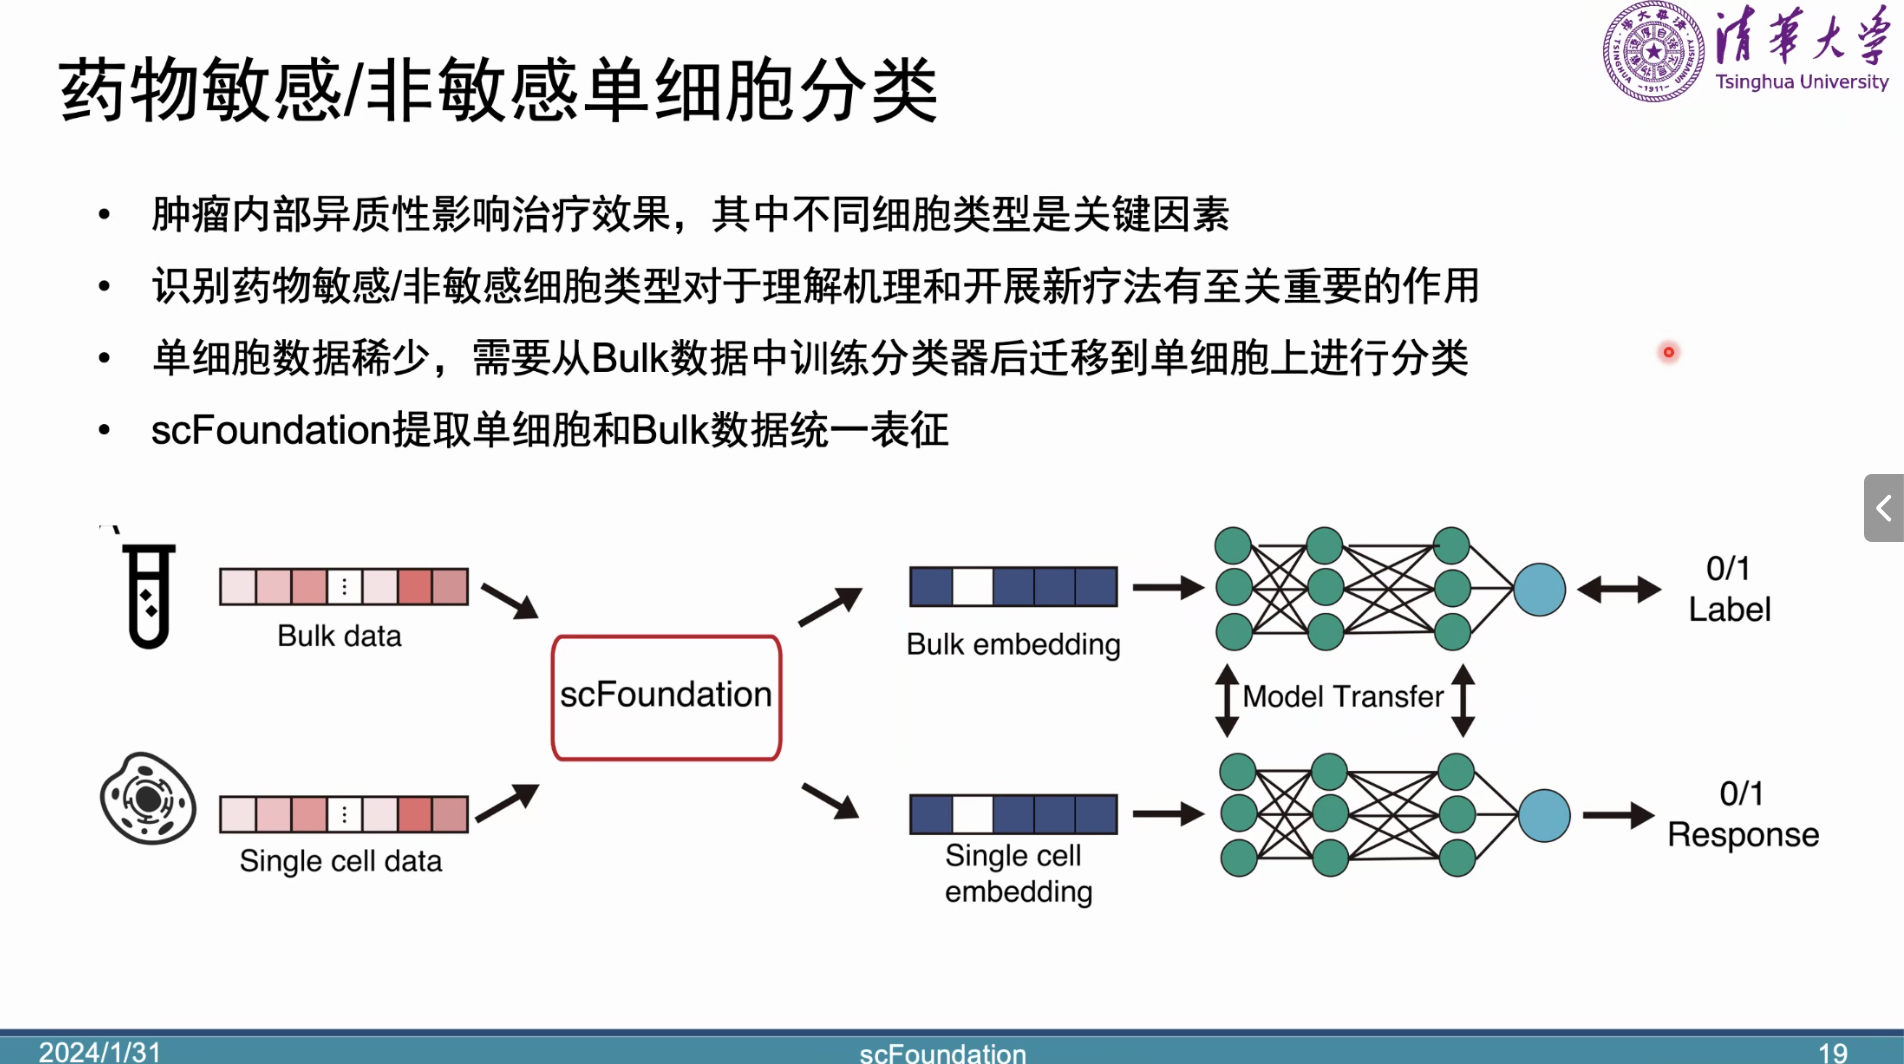 清华大学
Tsinghua University
药物敏感/非敏感单细胞分类
• 肿瘤内部异质性影响治疗效果，其中不同细胞类型是关键因素
• 识别药物敏感/非敏感细胞类型对于理解机理和开展新疗法有至关重要的作用
• 单细胞数据稀少，需要从Bulk数据中训练分类器后迁移到单细胞上进行分类
• scFoundation提取单细胞和Bulk数据统一表征
Bulk data
scFoundation
Bulk embedding
0/1
Label
Model Transfer
Single cell data
Single cell
embedding
0/1
Response
2024/1/31
scFoundation
19